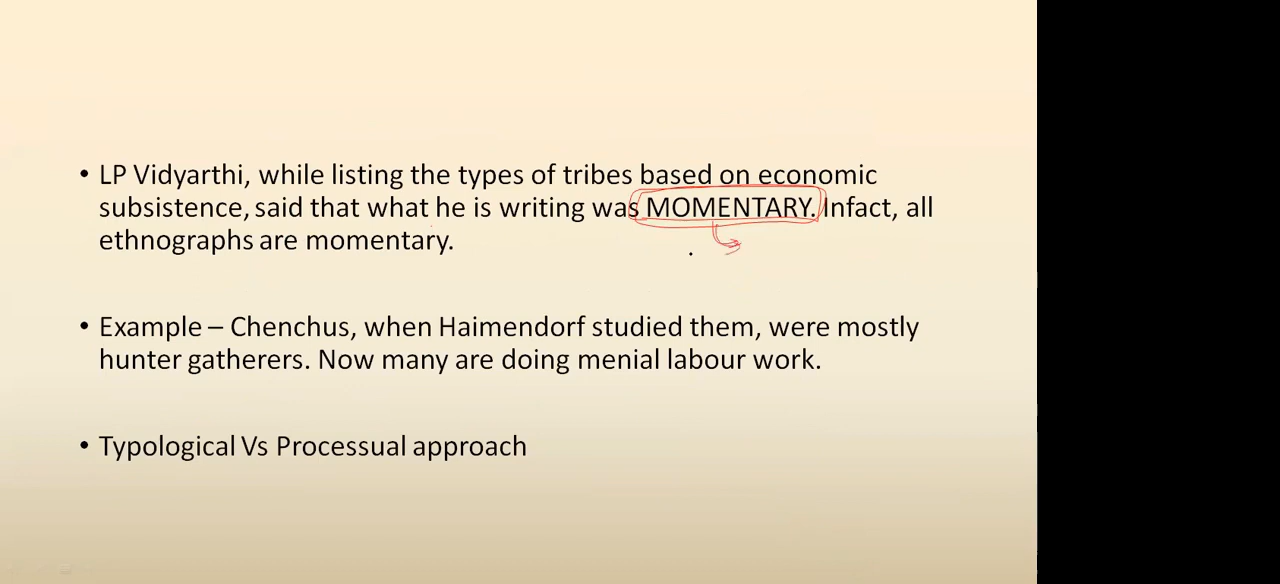 • LP Vidyarthi, while listing the types of tribes based on economic
subsistence, said that what he is writing was MOMENTARY. Infact, all
ethnographs are momentary.
• Example – Chenchus, when Haimendorf studied them, were mostly
hunter gatherers. Now many are doing menial labour work.
• Typological Vs Processual approach